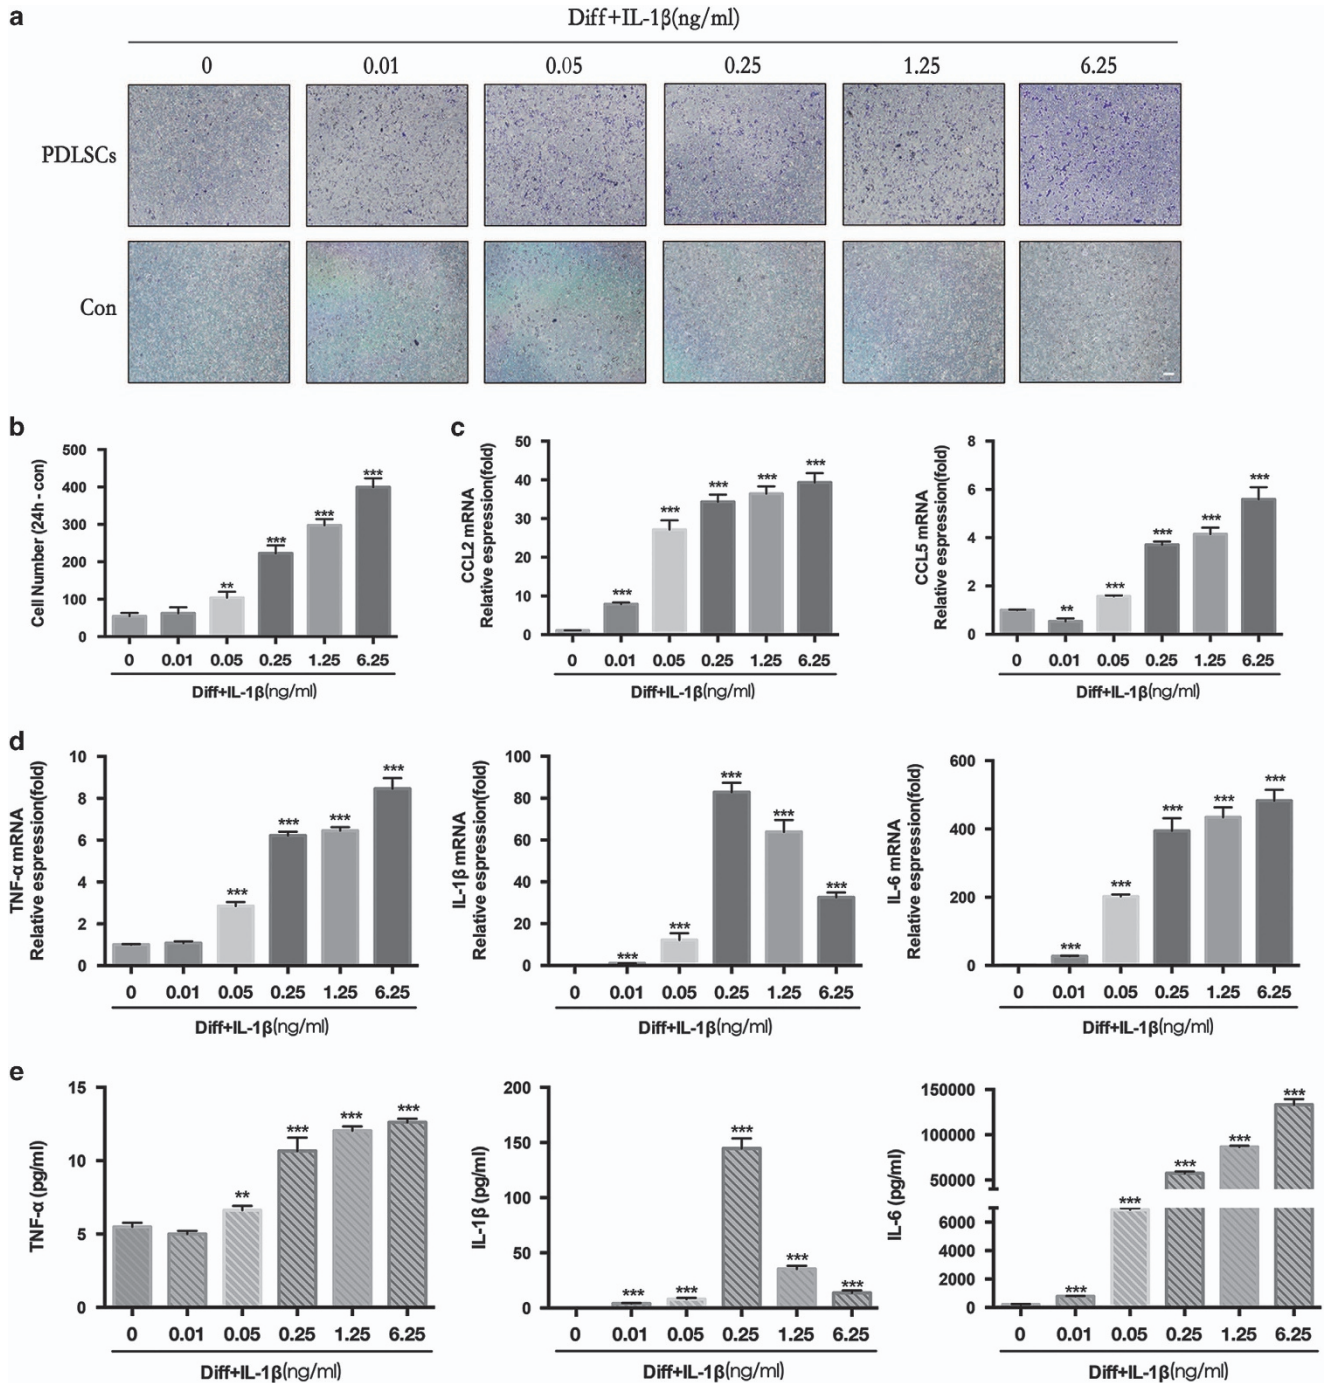 a
Diff+IL-1β(ng/ml)
0 0.01 0.05 0.25 1.25 6.25
PDLSCs
Con
b
Cell Number (24h - con)
500
400
300
200
100
0
** *** *** ***
0 0.01 0.05 0.25 1.25 6.25
Diff+IL-1β(ng/ml)
c
CCL2 mRNA
Relative espression(fold)
50
40
30
20
10
0
*** *** *** *** ***
0 0.01 0.05 0.25 1.25 6.25
Diff+IL-1β(ng/ml)
CCL5 mRNA
Relative espression(fold)
8
6
4
2
0
** *** *** *** ***
0 0.01 0.05 0.25 1.25 6.25
Diff+IL-1β(ng/ml)
d
TNF-α mRNA
Relative espression(fold)
10
8
6
4
2
0
*** *** *** ***
0 0.01 0.05 0.25 1.25 6.25
Diff+IL-1β(ng/ml)
IL-1β mRNA
Relative espression(fold)
100
80
60
40
20
0
*** *** *** *** ***
0 0.01 0.05 0.25 1.25 6.25
Diff+IL-1β(ng/ml)
IL-6 mRNA
Relative espression(fold)
600
400
200
0
*** *** *** *** ***
0 0.01 0.05 0.25 1.25 6.25
Diff+IL-1β(ng/ml)
e
TNF-α (pg/ml)
15
10
5
0
** *** *** ***
0 0.01 0.05 0.25 1.25 6.25
Diff+IL-1β(ng/ml)
IL-1β (pg/ml)
200
150
100
50
0
*** *** *** *** ***
0 0.01 0.05 0.25 1.25 6.25
Diff+IL-1β(ng/ml)
IL-6 (pg/ml)
150000
100000
50000
6000
4000
2000
0
*** *** *** *** ***
0 0.01 0.05 0.25 1.25 6.25
Diff+IL-1β(ng/ml)